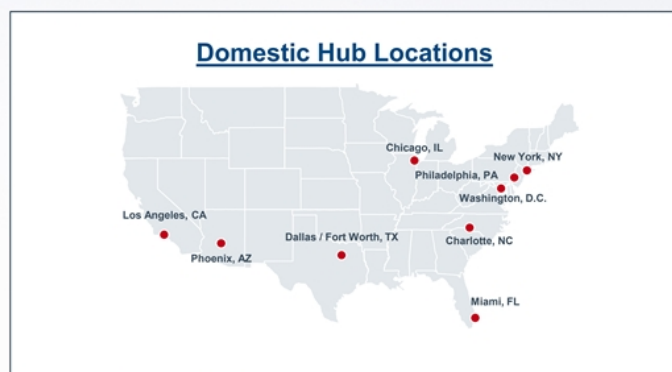 Domestic Hub Locations
Chicago, IL
New York, NY
Philadelphia, PA
Washington, D.C.
Los Angeles, CA
Dallas / Fort Worth, TX
Charlotte, NC
Phoenix, AZ
Miami, FL